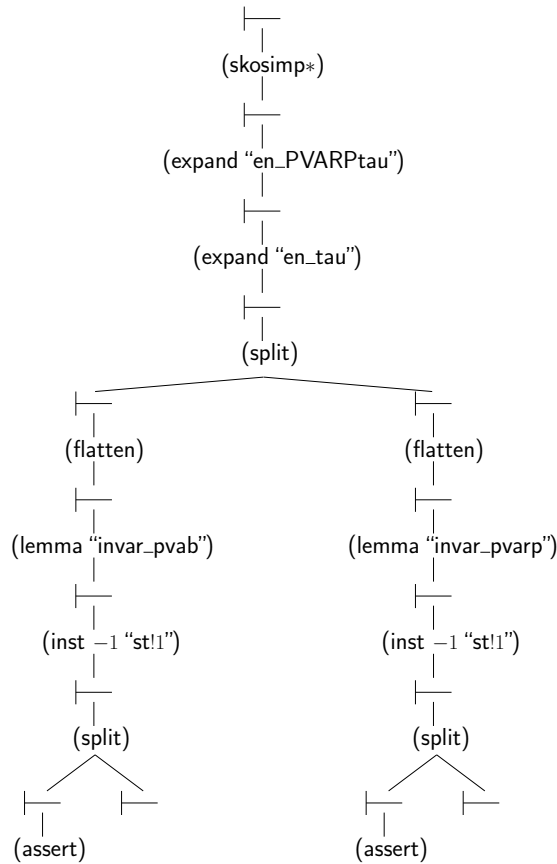 (skosimp∗)
(expand “en_PVARPtau”)
(expand “en_tau”)
(split)
(flatten) (flatten)
(lemma “invar_pvab”) (lemma “invar_pvarp”)
(inst −1 “st!1”) (inst −1 “st!1”)
(split) (split)
(assert) (assert)